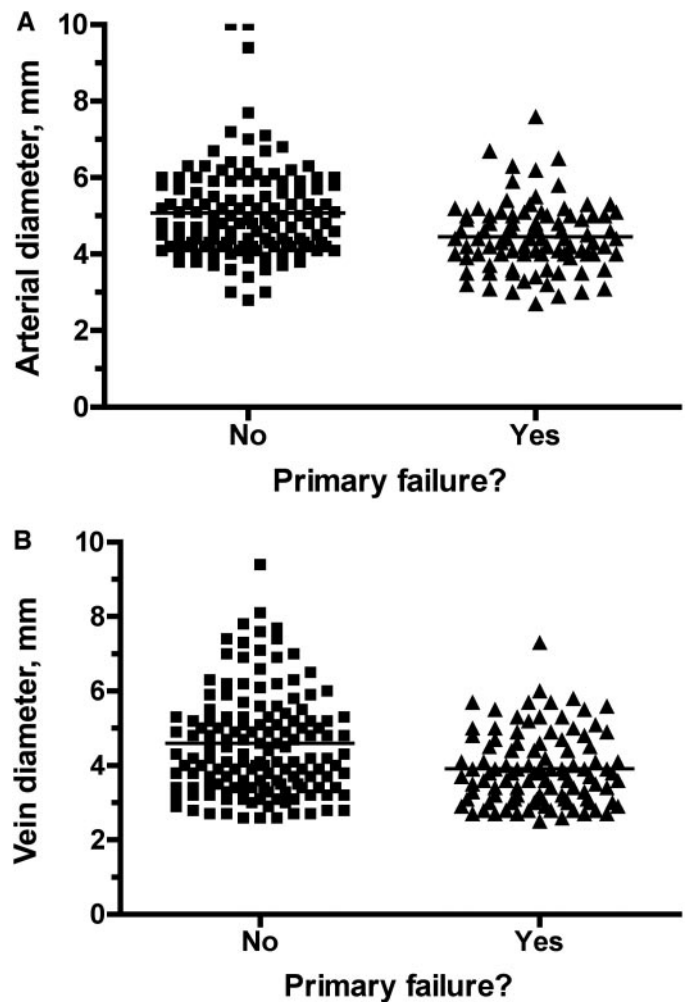 A
Arterial diameter, mm
10
8
6
4
2
0
No Yes
Primary failure?
B
Vein diameter, mm
10
8
6
4
2
0
No Yes
Primary failure?